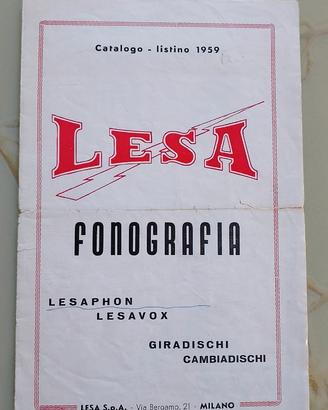 Catalogo - listino 1959
LESA
FONOGRAFIA
LESAPHON
LESAVOX
GIRADISCHI
CAMBIADISCHI
LESA S.p.A. - Via Bergamo, 21 - MILANO